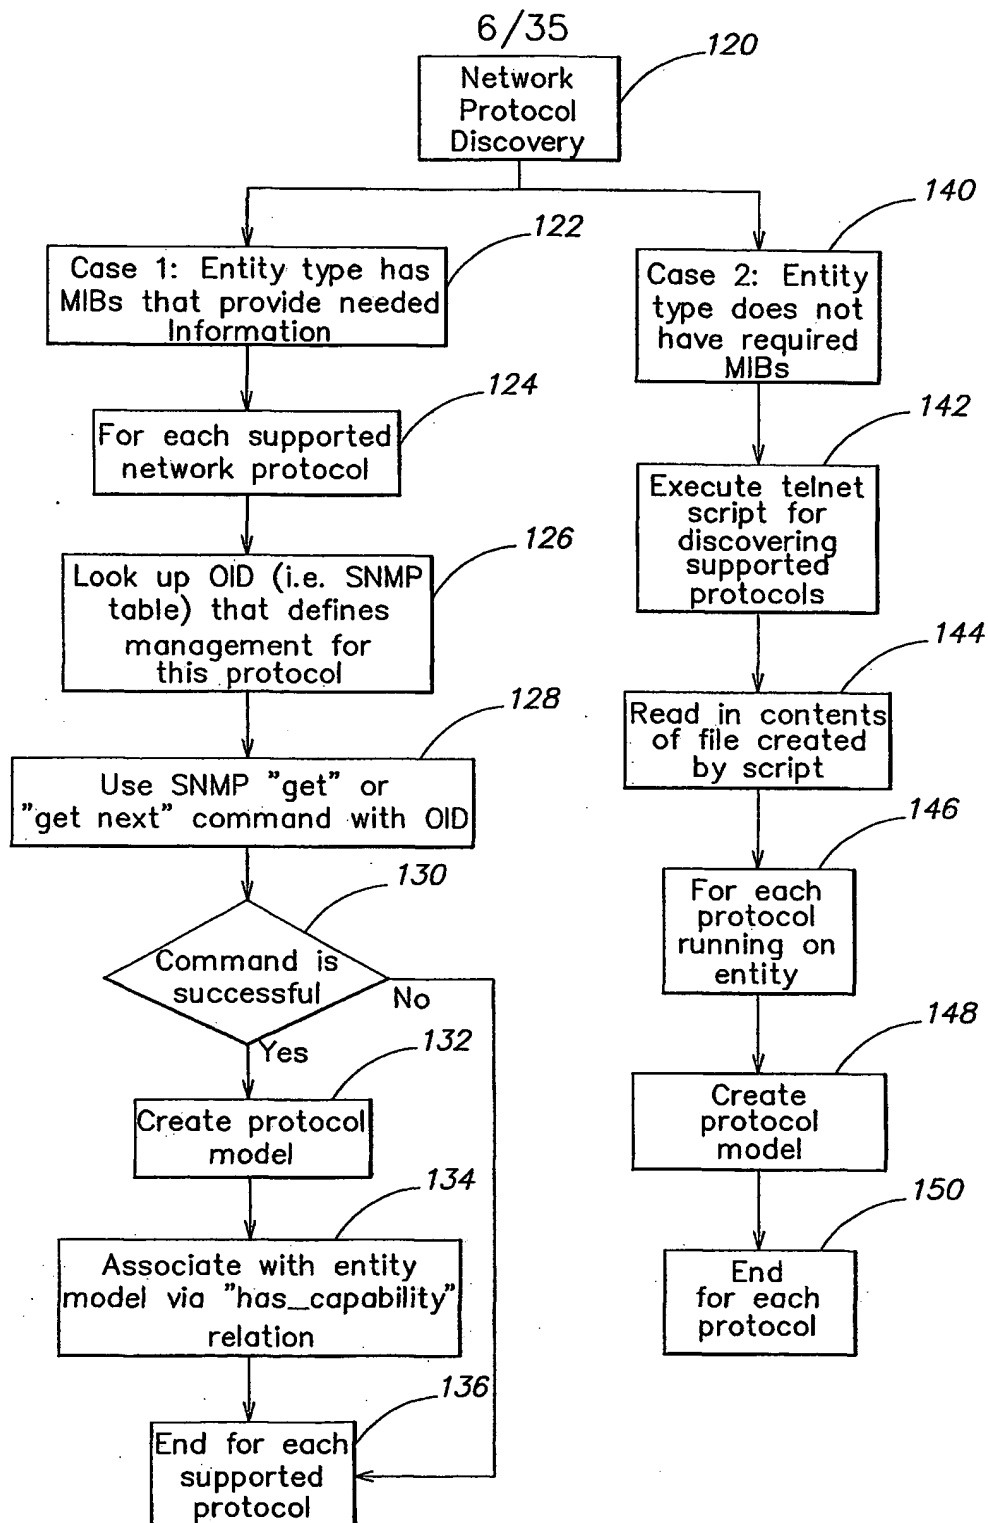 6/35
120
Network
Protocol
Discovery
122
Case 1: Entity type has
MIBs that provide needed
Information
124
For each supported
network protocol
126
Look up OID (i.e. SNMP
table) that defines
management for
this protocol
128
Use SNMP "get" or
"get next" command with OID
130
Command is
successful
No
Yes
132
Create protocol
model
134
Associate with entity
model via "has_capability"
relation
136
End for each
supported
protocol
140
Case 2: Entity
type does not
have required
MIBs
142
Execute telnet
script for
discovering
supported
protocols
144
Read in contents
of file created
by script
146
For each
protocol
running on
entity
148
Create
protocol
model
150
End
for each
protocol